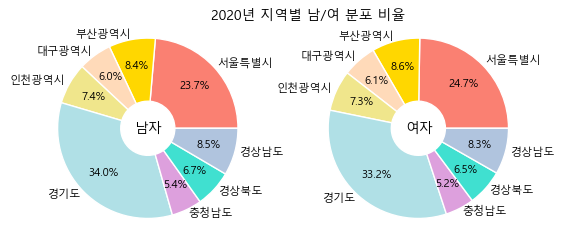 2020년 지역별 남/여 분포 비율
부산광역시
대구광역시
인천광역시
서울특별시
경기도
충청남도
경상북도
경상남도
8.4%
6.0%
7.4%
23.7%
34.0%
5.4%
6.7%
8.5%
남자
부산광역시
대구광역시
인천광역시
서울특별시
경기도
충청남도
경상북도
경상남도
8.6%
6.1%
7.3%
24.7%
33.2%
5.2%
6.5%
8.3%
여자